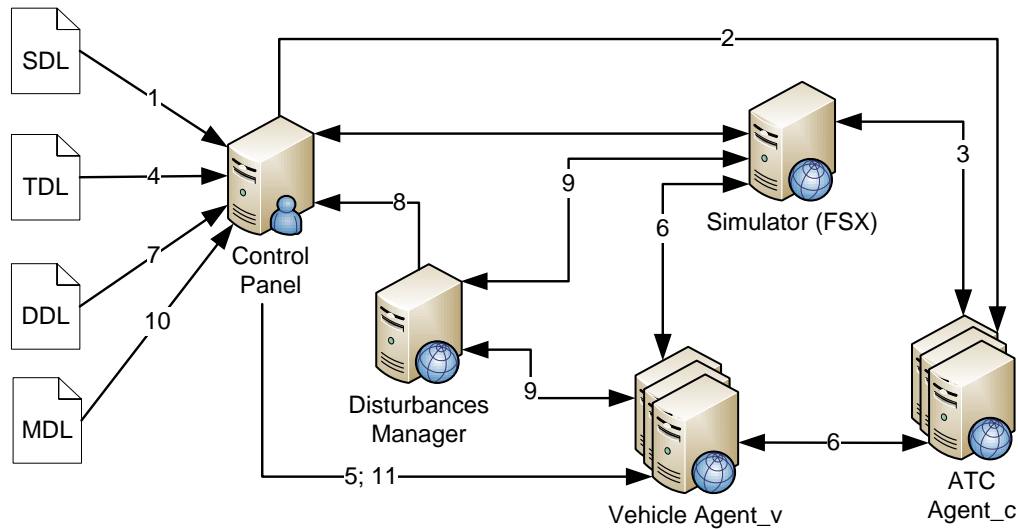 SDL
TDL
DDL
MDL
1
4
7
10
2
3
8
9
6
9
6
5; 11
Control
Panel
Simulator (FSX)
Disturbances
Manager
Vehicle Agent_v
ATC
Agent_c